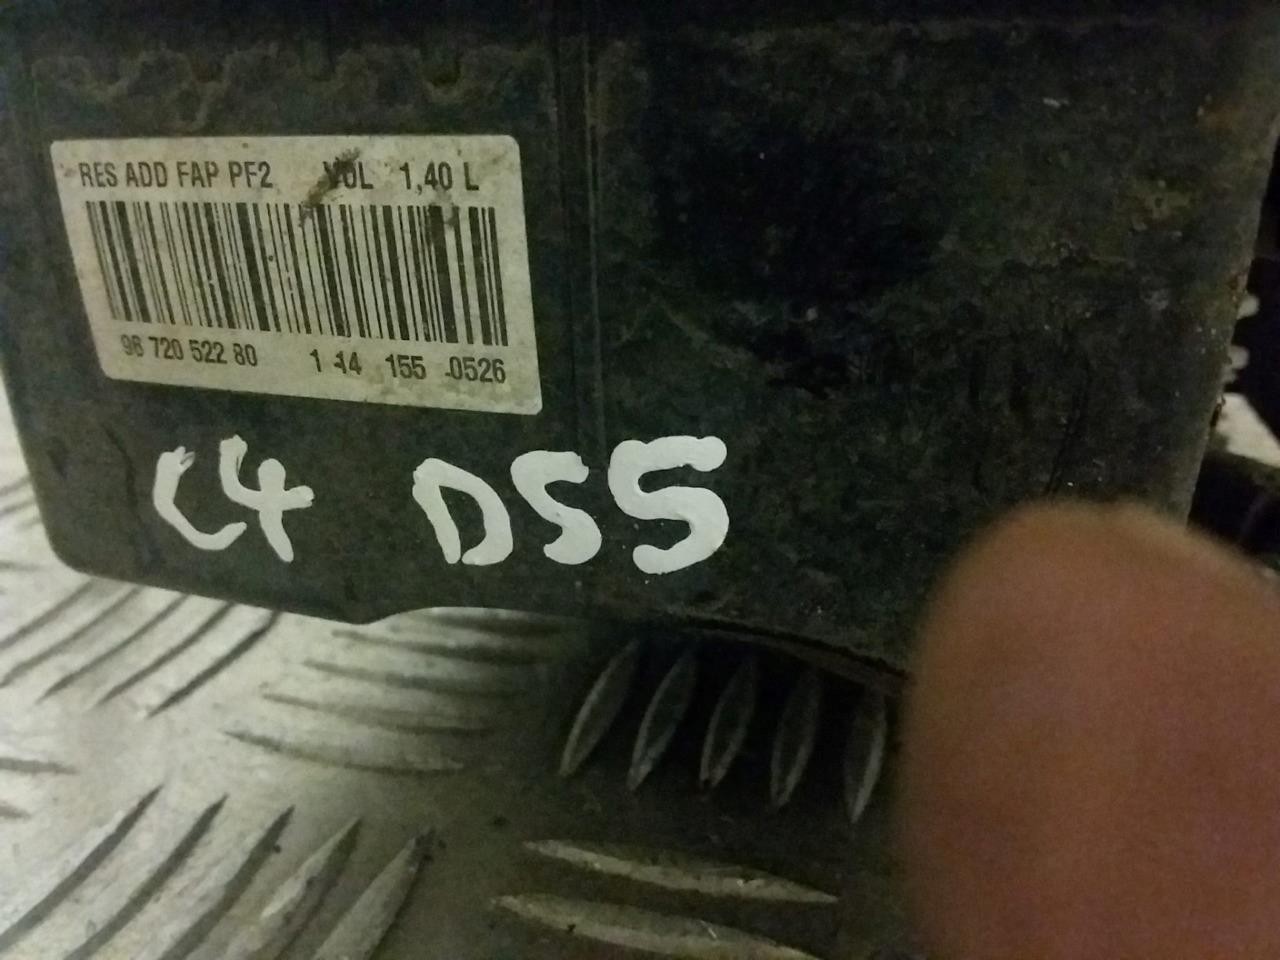 RES ADD FAP PF2 VOL 1,40 L
96 720 522 80 1 14 155 0526
C4 DS5